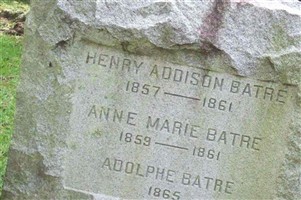 HENRY ADDISON BATRE
1857 — 1861
ANNE MARIE BATRE
1859 — 1861
ADOLPHE BATRE
1865